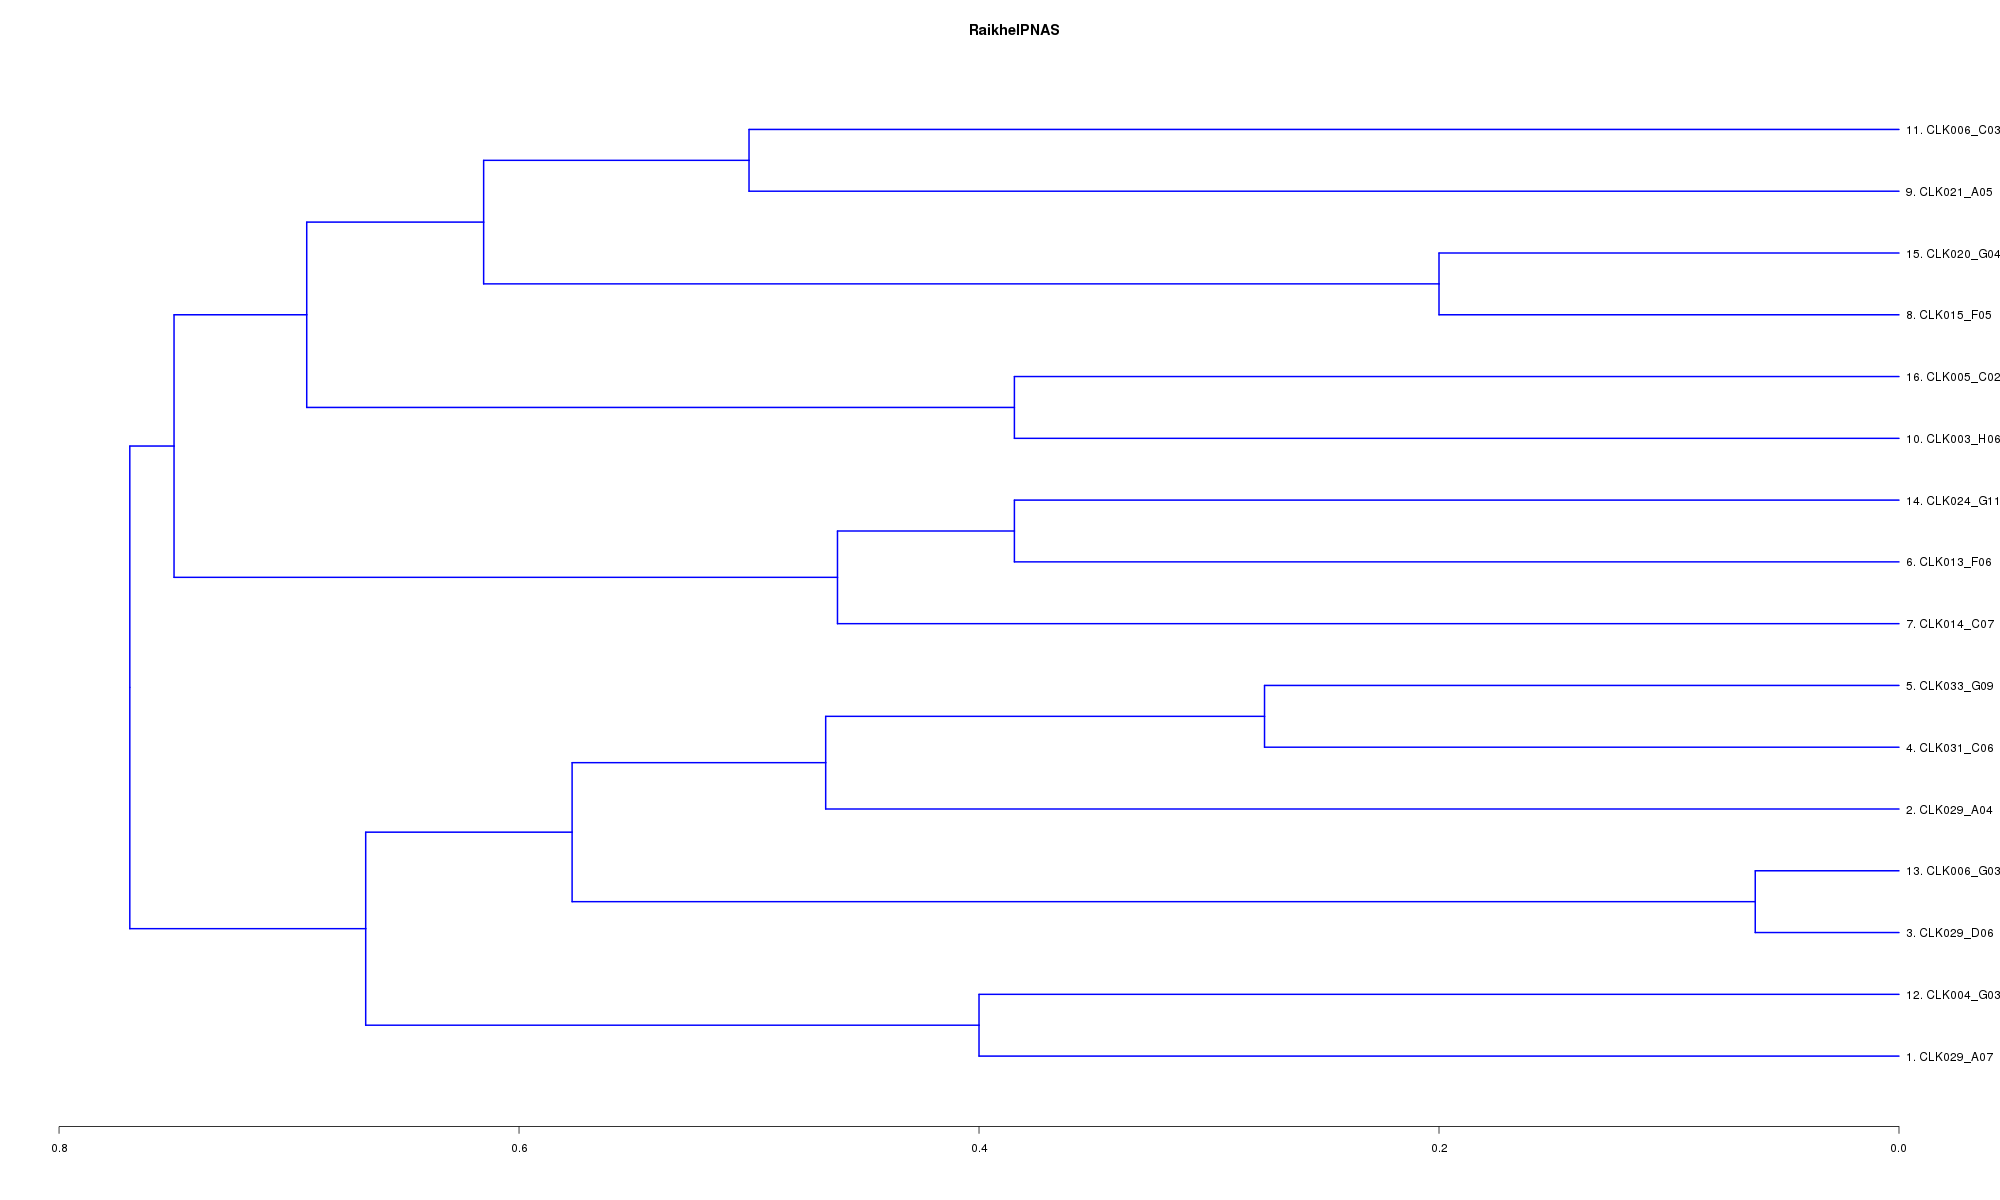 RaikhelPNAS
11. CLK006_C03
9. CLK021_A05
15. CLK020_G04
8. CLK015_F05
16. CLK005_C02
10. CLK003_H06
14. CLK024_G11
6. CLK013_F06
7. CLK014_C07
5. CLK033_G09
4. CLK031_C06
2. CLK029_A04
13. CLK006_G03
3. CLK029_D06
12. CLK004_G03
1. CLK029_A07
0.8 0.6 0.4 0.2 0.0